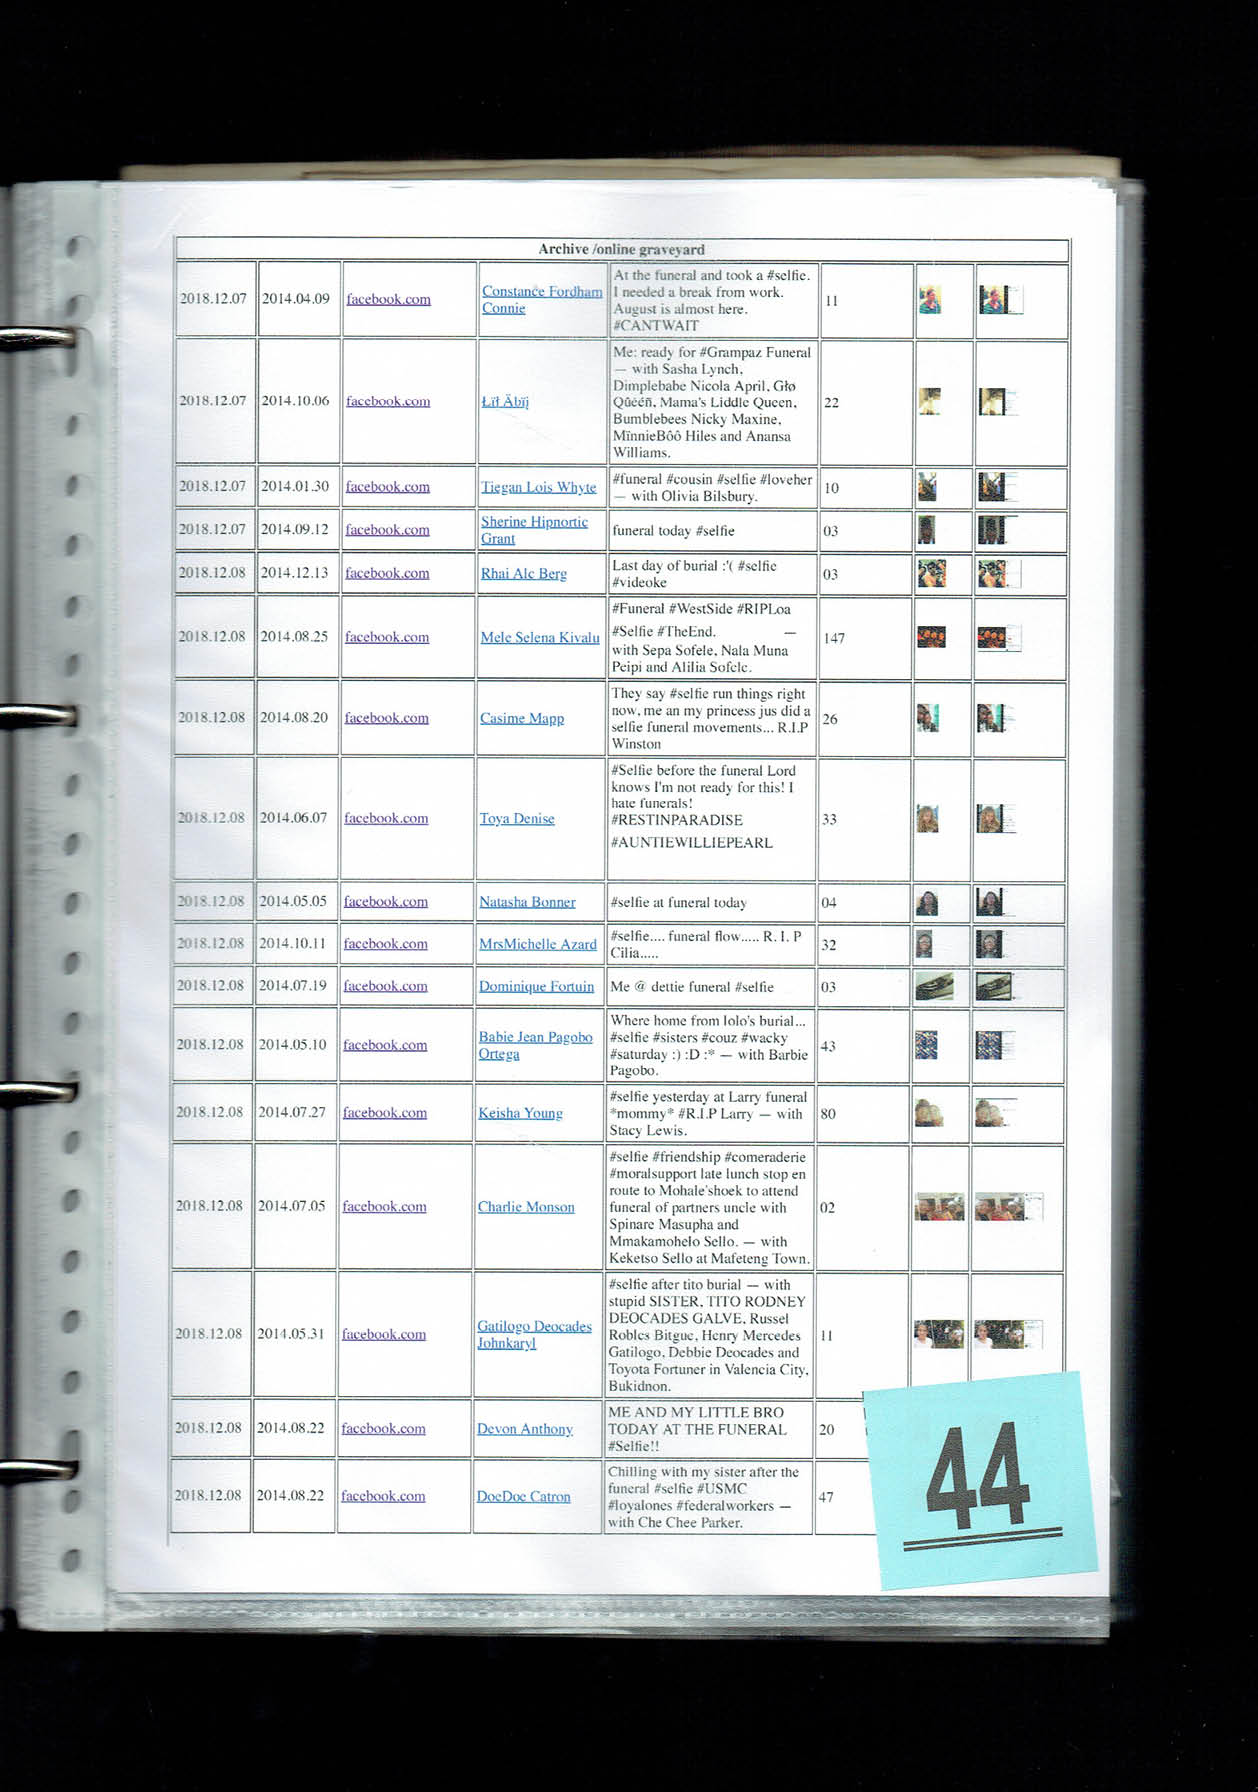 Archive /online graveyard
2018.12.07 2014.04.09 facebook.com Constance Fordham Connie At the funeral and took a #selfie. I needed a break from work. August is almost here. #CANTWAIT 11
2018.12.07 2014.10.06 facebook.com Łïł Äbïj Me: ready for #Grampaz Funeral — with Sasha Lynch, Dimplebabe Nicola April, Gło Qûééñ, Mama's Liddle Queen, Bumblebees Nicky Maxine, MïnnieBôô Hiles and Anansa Williams. 22
2018.12.07 2014.01.30 facebook.com Tiegan Lois Whyte #funeral #cousin #selfie #loveher — with Olivia Bilsbury. 10
2018.12.07 2014.09.12 facebook.com Sherine Hipnortic Grant funeral today #selfie 03
2018.12.08 2014.12.13 facebook.com Rhai Alc Berg Last day of burial :'( #selfie #videoke 03
2018.12.08 2014.08.25 facebook.com Mele Selena Kivalu #Funeral #WestSide #RIPLoa #Selfie #TheEnd. — with Sepa Sofele, Nala Muna Peipi and Alilia Sofele. 147
2018.12.08 2014.08.20 facebook.com Casime Mapp They say #selfie run things right now, me an my princess jus did a selfie funeral movements... R.I.P Winston 26
2018.12.08 2014.06.07 facebook.com Toya Denise #Selfie before the funeral Lord knows I'm not ready for this! I hate funerals! #RESTINPARADISE #AUNTIEWILLIEPEARL 33
2018.12.08 2014.05.05 facebook.com Natasha Bonner #selfie at funeral today 04
2018.12.08 2014.10.11 facebook.com MrsMichelle Azard #selfie.... funeral flow..... R. I. P Cilia..... 32
2018.12.08 2014.07.19 facebook.com Dominique Fortuin Me @ dettie funeral #selfie 03
2018.12.08 2014.05.10 facebook.com Babie Jean Pagobo Ortega Where home from lolo's burial... #selfie #sisters #couz #wacky #saturday :) :D :* — with Barbie Pagobo. 43
2018.12.08 2014.07.27 facebook.com Keisha Young #selfie yesterday at Larry funeral *mommy* #R.I.P Larry — with Stacy Lewis. 80
2018.12.08 2014.07.05 facebook.com Charlie Monson #selfie #friendship #comeraderie #moralsupport late lunch stop en route to Mohale'shoek to attend funeral of partners uncle with Spinare Masupha and Mmakamohelo Sello. — with Keketso Sello at Mafeteng Town. 02
2018.12.08 2014.05.31 facebook.com Gatilogo Deocades Johnkaryl #selfie after tito burial — with stupid SISTER, TITO RODNEY DEOCADES GALVE, Russel Robles Bitgue, Henry Mercedes Gatilogo, Debbie Deocades and Toyota Fortuner in Valencia City, Bukidnon. 11
2018.12.08 2014.08.22 facebook.com Devon Anthony ME AND MY LITTLE BRO TODAY AT THE FUNERAL #Selfie!! 20
2018.12.08 2014.08.22 facebook.com DoeDoe Catron Chilling with my sister after the funeral #selfie #USMC #loyalones #federalworkers — with Che Chee Parker. 47
44